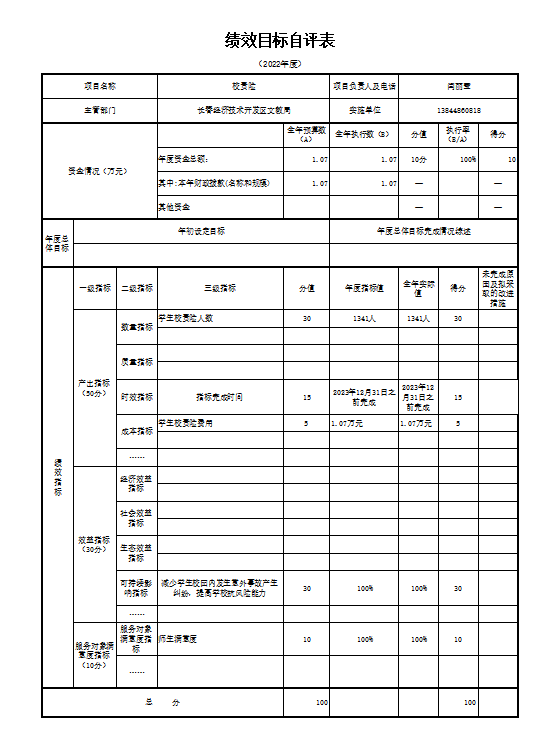 绩效目标自评表
（2022年度）
项目名称 校责险 项目负责人及电话 闫丽莹
主管部门 长春经济技术开发区文教局 实施单位 13844860818
资金情况（万元） 全年预算数（A） 全年执行数（B） 分值 执行率（B/A） 得分
年度资金总额： 1.07 1.07 10分 100% 10
其中:本年财政拨款(名称和规模) 1.07 1.07 — —
其他资金 — —
年度总体目标 年初设定目标 年度总体目标完成情况综述
绩效指标 一级指标 二级指标 三级指标 分值 年度指标值 全年实际值 得分 未完成原因及拟采取的改进措施
产出指标（50分） 数量指标 学生校责险人数 30 1341人 1341人 30
质量指标
时效指标 指标完成时间 15 2023年12月31日之前完成 2023年12月31日之前完成 15
成本指标 学生校责险费用 5 1.07万元 1.07万元 5
……
效益指标（30分） 经济效益指标
社会效益指标
生态效益指标
可持续影响指标 减少学生校园内发生意外事故产生纠纷，提高学校抗风险能力 30 100% 100% 30
……
服务对象满意度指标（10分） 服务对象满意度指标 师生满意度 10 100% 100% 10
……
总 分 100 100